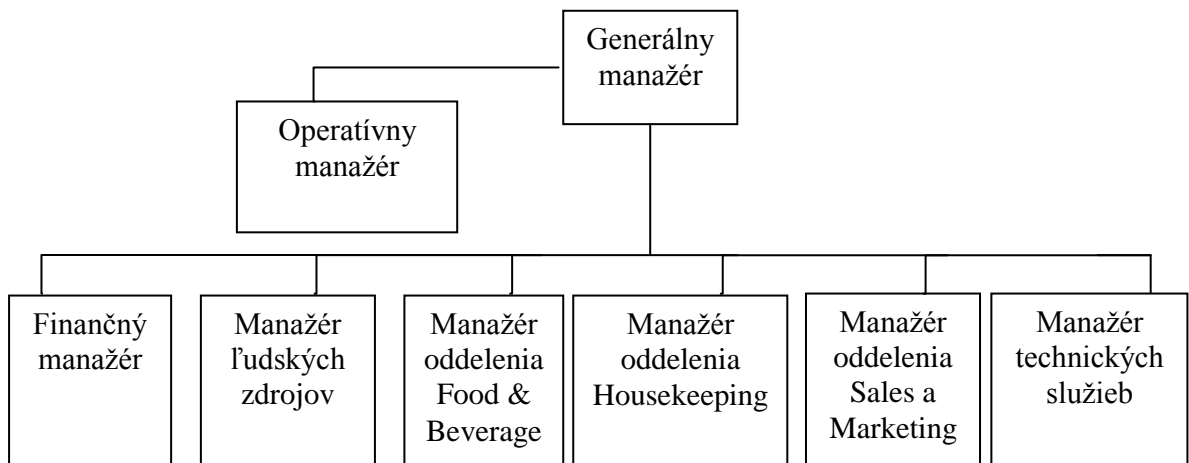 Generálny
manažér
Operatívny
manažér
Finančný
manažér
Manažér
ľudských
zdrojov
Manažér
oddelenia
Food &
Beverage
Manažér
oddelenia
Housekeeping
Manažér
oddelenia
Sales a
Marketing
Manažér
technických
služieb